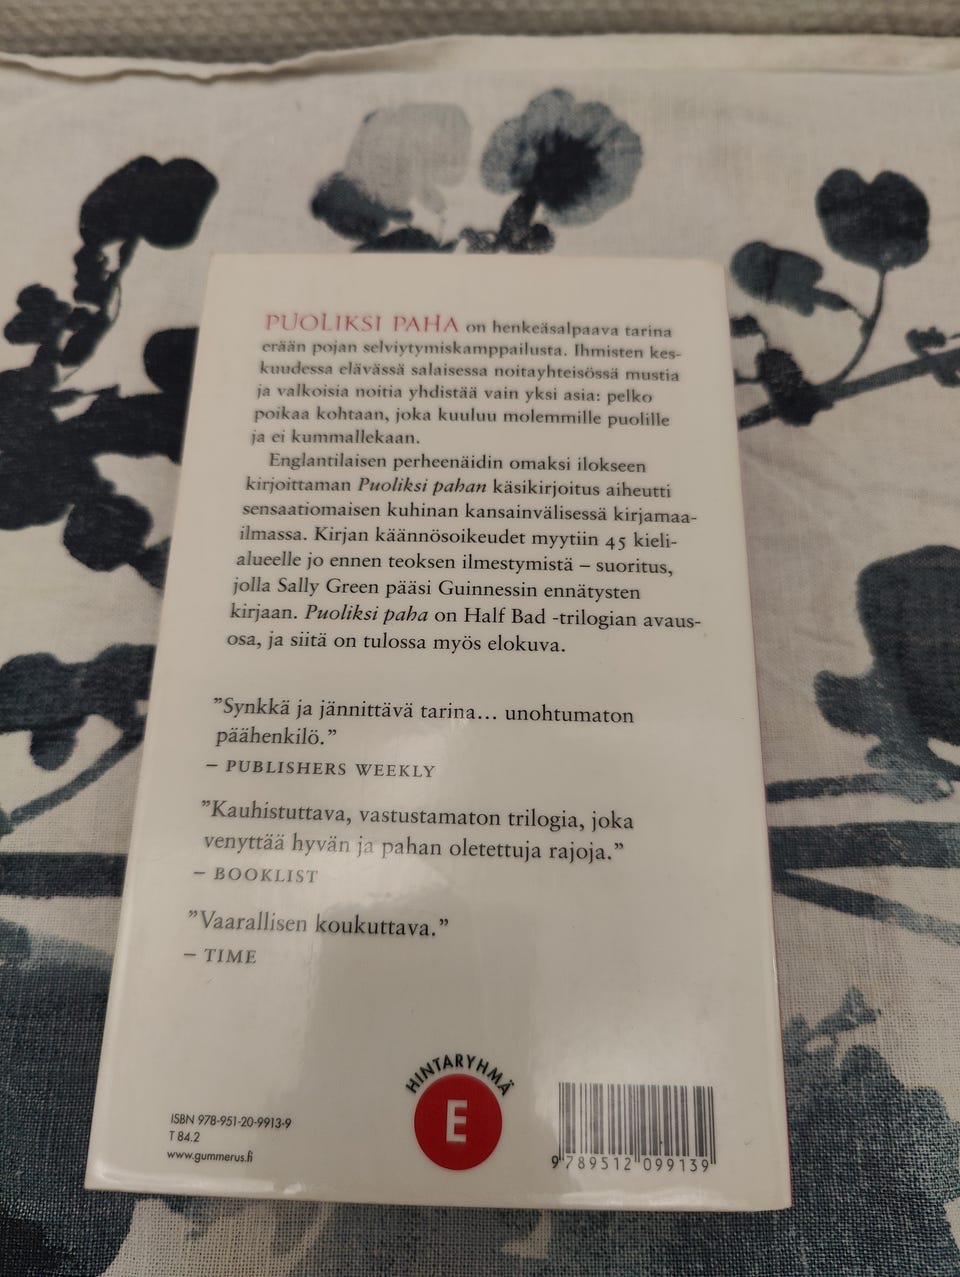 PUOLIKSI PAHA on henkeäsalpaava tarina
erään pojan selviytymiskamppailusta. Ihmisten kes-
kuudessa elävässä salaisessa noitayhteisössä mustia
ja valkoisia noitia yhdistää vain yksi asia: pelko
poikaa kohtaan, joka kuuluu molemmille puolille
ja ei kummallekaan.
Englantilaisen perheenäidin omaksi ilokseen
kirjoittaman Puoliksi pahan käsikirjoitus aiheutti
sensaatiomaisen kuhinan kansainvälisessä kirjamaa-
ilmassa. Kirjan käännösoikeudet myytiin 45 kieli-
alueelle jo ennen teoksen ilmestymistä – suoritus,
jolla Sally Green pääsi Guinnessin ennätysten
kirjaan. Puoliksi paha on Half Bad -trilogian avaus-
osa, ja siitä on tulossa myös elokuva.
”Synkkä ja jännittävä tarina... unohtumaton
päähenkilö.”
– PUBLISHERS WEEKLY
”Kauhistuttava, vastustamaton trilogia, joka
venyttää hyvän ja pahan oletettuja rajoja.”
– BOOKLIST
”Vaarallisen koukuttava.”
– TIME
HINTARYHMÄ
E
ISBN 978-951-20-9913-9
T 84.2
www.gummerus.fi
9 789512 099139